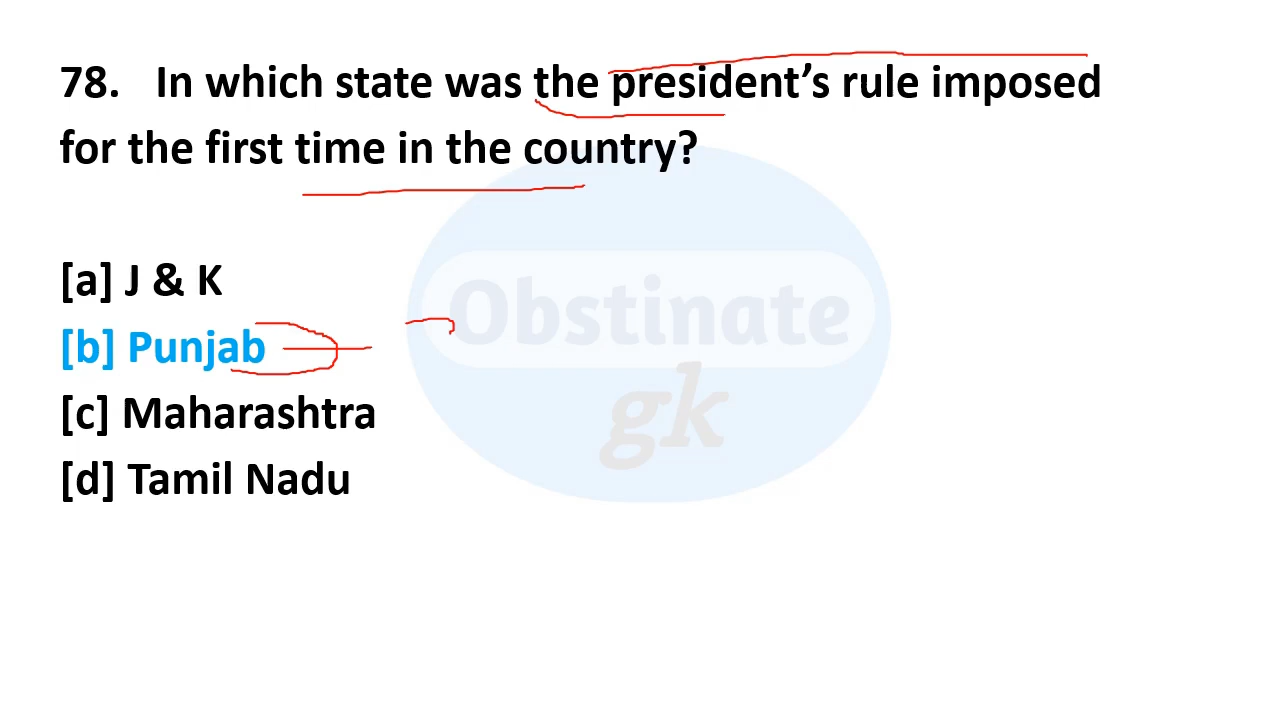 78. In which state was the president’s rule imposed
for the first time in the country?
[a] J & K
[b] Punjab
[c] Maharashtra
[d] Tamil Nadu
Obstinate
gk